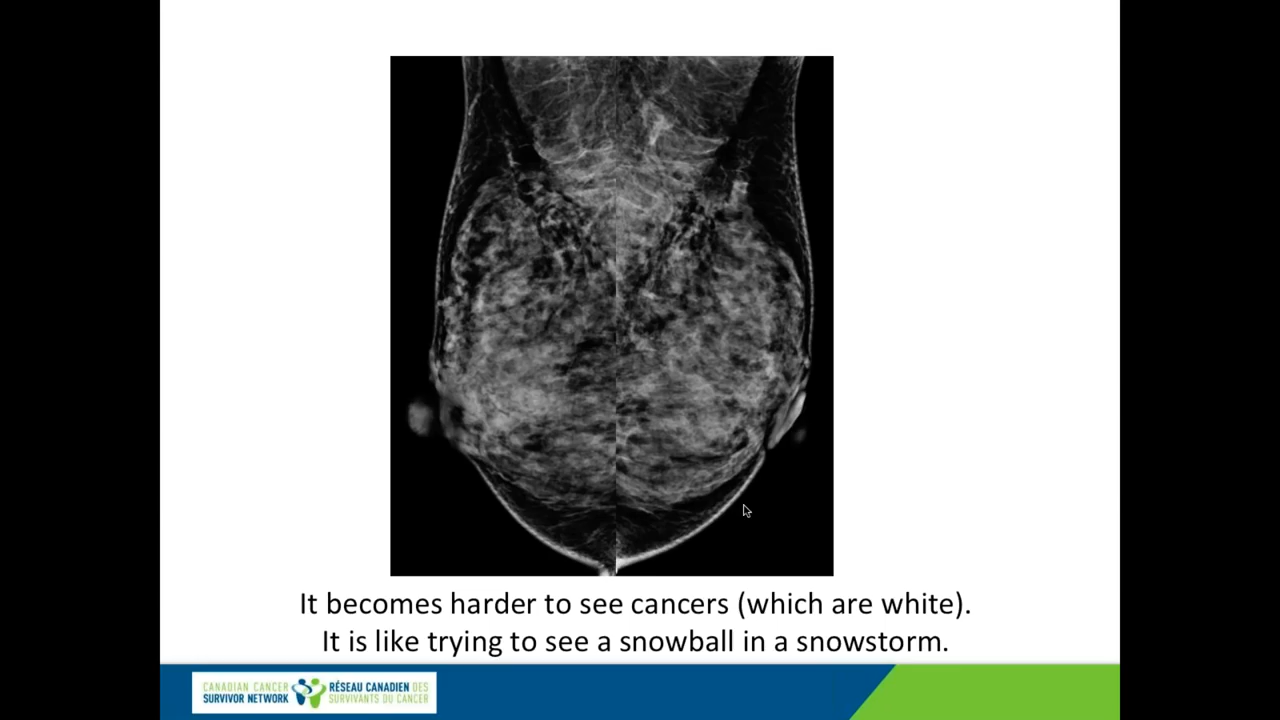 It becomes harder to see cancers (which are white).
It is like trying to see a snowball in a snowstorm.
CANADIAN CANCER
SURVIVOR NETWORK
RÉSEAU CANADIEN DES
SURVIVANTS DU CANCER